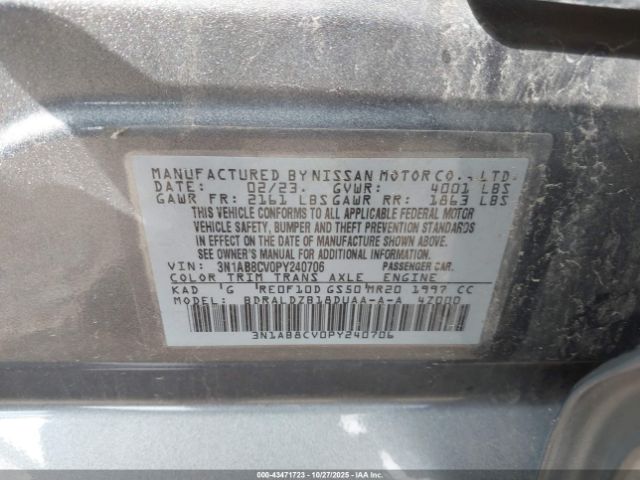 MANUFACTURED BY NISSAN MOTOR CO., LTD.
DATE: 02/23. GVWR: 4001 LBS
GAWR FR: 2161 LBS GAWR RR: 1863 LBS
THIS VEHICLE CONFORMS TO ALL APPLICABLE FEDERAL MOTOR
VEHICLE SAFETY, BUMPER AND THEFT PREVENTION STANDARDS
IN EFFECT ON THE DATE OF MANUFACTURE SHOWN ABOVE.
SEE OWNER'S MANUAL FOR ADDITIONAL INFORMATION.
VIN: 3N1AB8CV0PY240706 PASSENGER CAR.
COLOR TRIM TRANS AXLE ENGINE
KAD 'G RE0F10D GS50 MR20 1997 CC
MODEL: BDRALDZB18DUAA-A-A 4Z000
3N1AB8CV0PY240706
000-43471723 | 10/27/2025 | IAAI.CA